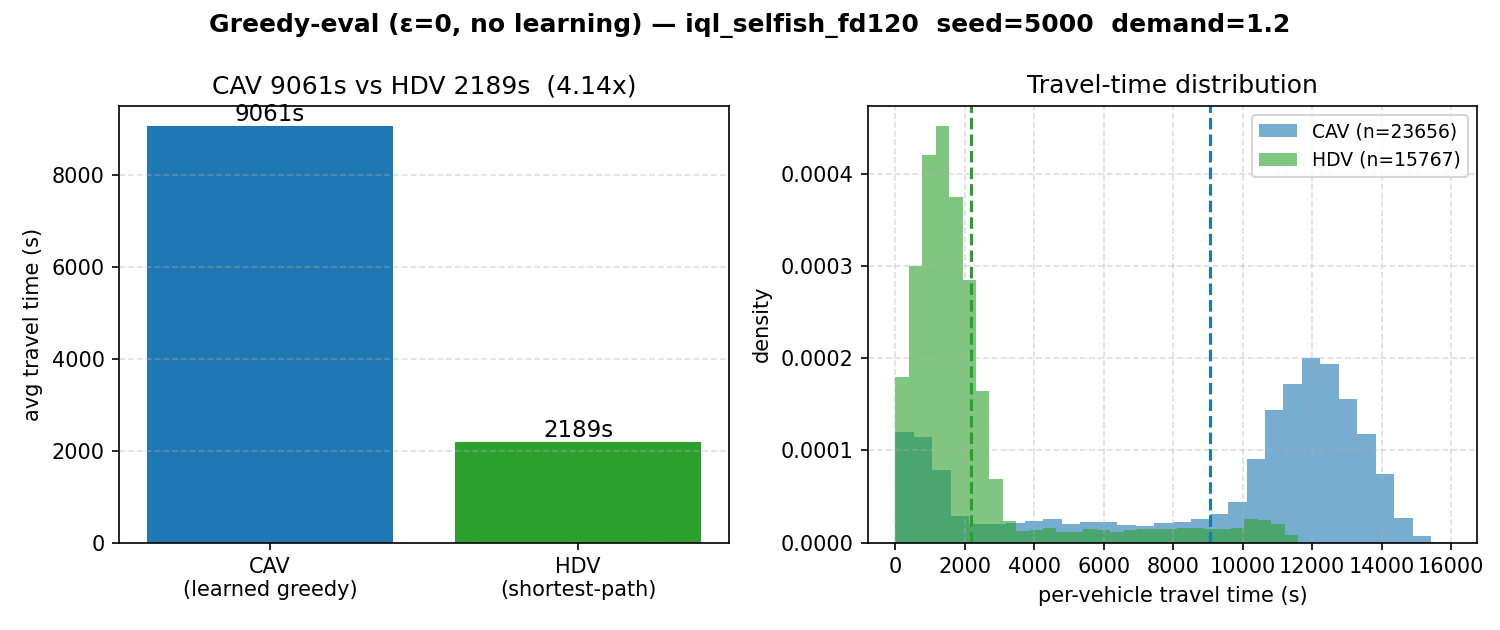 Greedy-eval (ε=0, no learning) — iql_selfish_fd120  seed=5000  demand=1.2
CAV 9061s vs HDV 2189s  (4.14x)
9061s
2189s
8000
6000
4000
2000
0
avg travel time (s)
CAV
(learned greedy)
HDV
(shortest-path)
Travel-time distribution
CAV (n=23656)
HDV (n=15767)
0.0004
0.0003
0.0002
0.0001
0.0000
density
0 2000 4000 6000 8000 10000 12000 14000 16000
per-vehicle travel time (s)